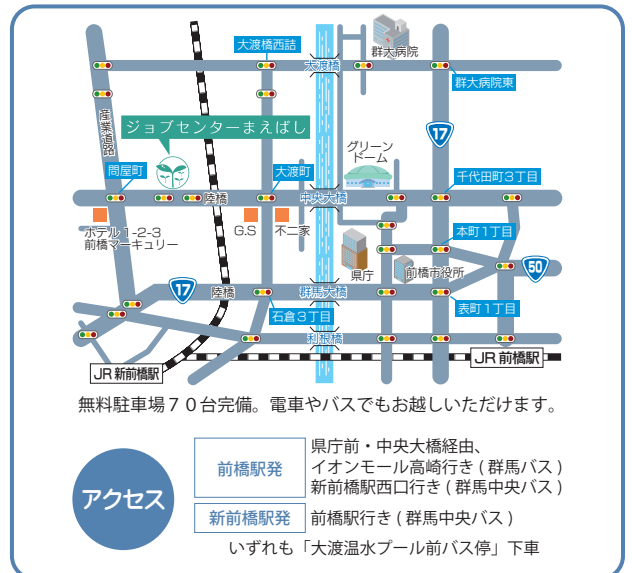 大渡橋西詰
群大病院
大渡橋
群大病院東
産業道路
ジョブセンターまえばし
17
問屋町
大渡町
グリーン
ドーム
千代田町3丁目
陸橋
中央大橋
ホテル 1-2-3
前橋マーキュリー
G.S
不二家
本町1丁目
県庁
前橋市役所
50
17
陸橋
群馬大橋
石倉3丁目
表町1丁目
利根橋
JR 新前橋駅
JR 前橋駅
無料駐車場70台完備。電車やバスでもお越しいただけます。
アクセス
前橋駅発
県庁前・中央大橋経由、
イオンモール高崎行き ( 群馬バス )
新前橋駅西口行き ( 群馬中央バス )
新前橋駅発
前橋駅行き ( 群馬中央バス )
いずれも「大渡温水プール前バス停」下車